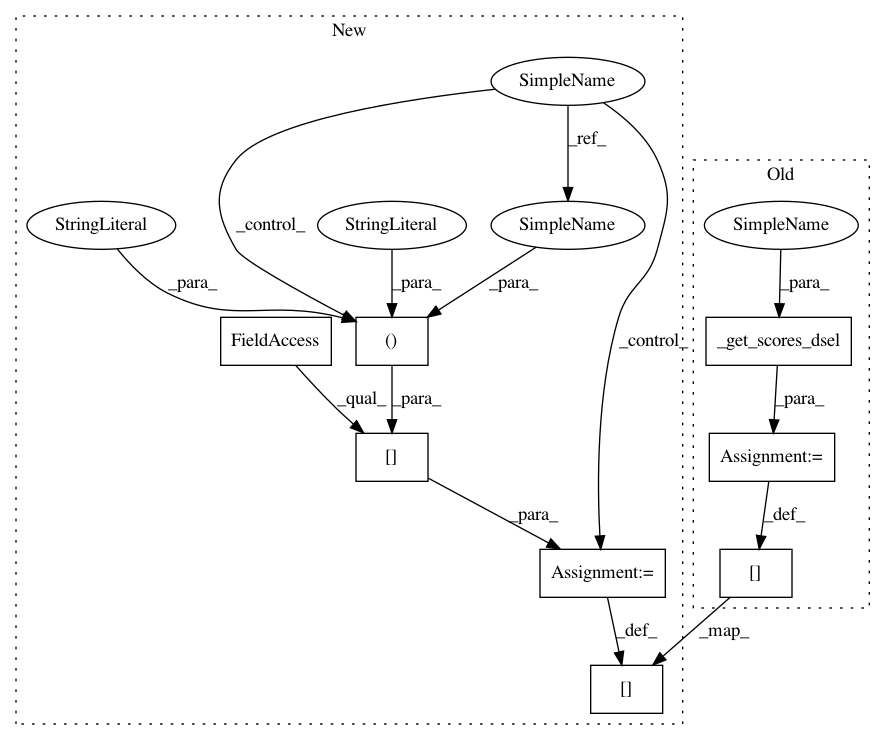 New
SimpleName
Old
_ref_
StringLiteral
StringLiteral
SimpleName
SimpleName
_control_
_para_
_para_
_para_
_para_
FieldAccess
()
_control_
_get_scores_dsel
_qual_
_para_
_para_
[]
Assignment:=
_para_
_def_
Assignment:=
[]
_def_
_map_
[]